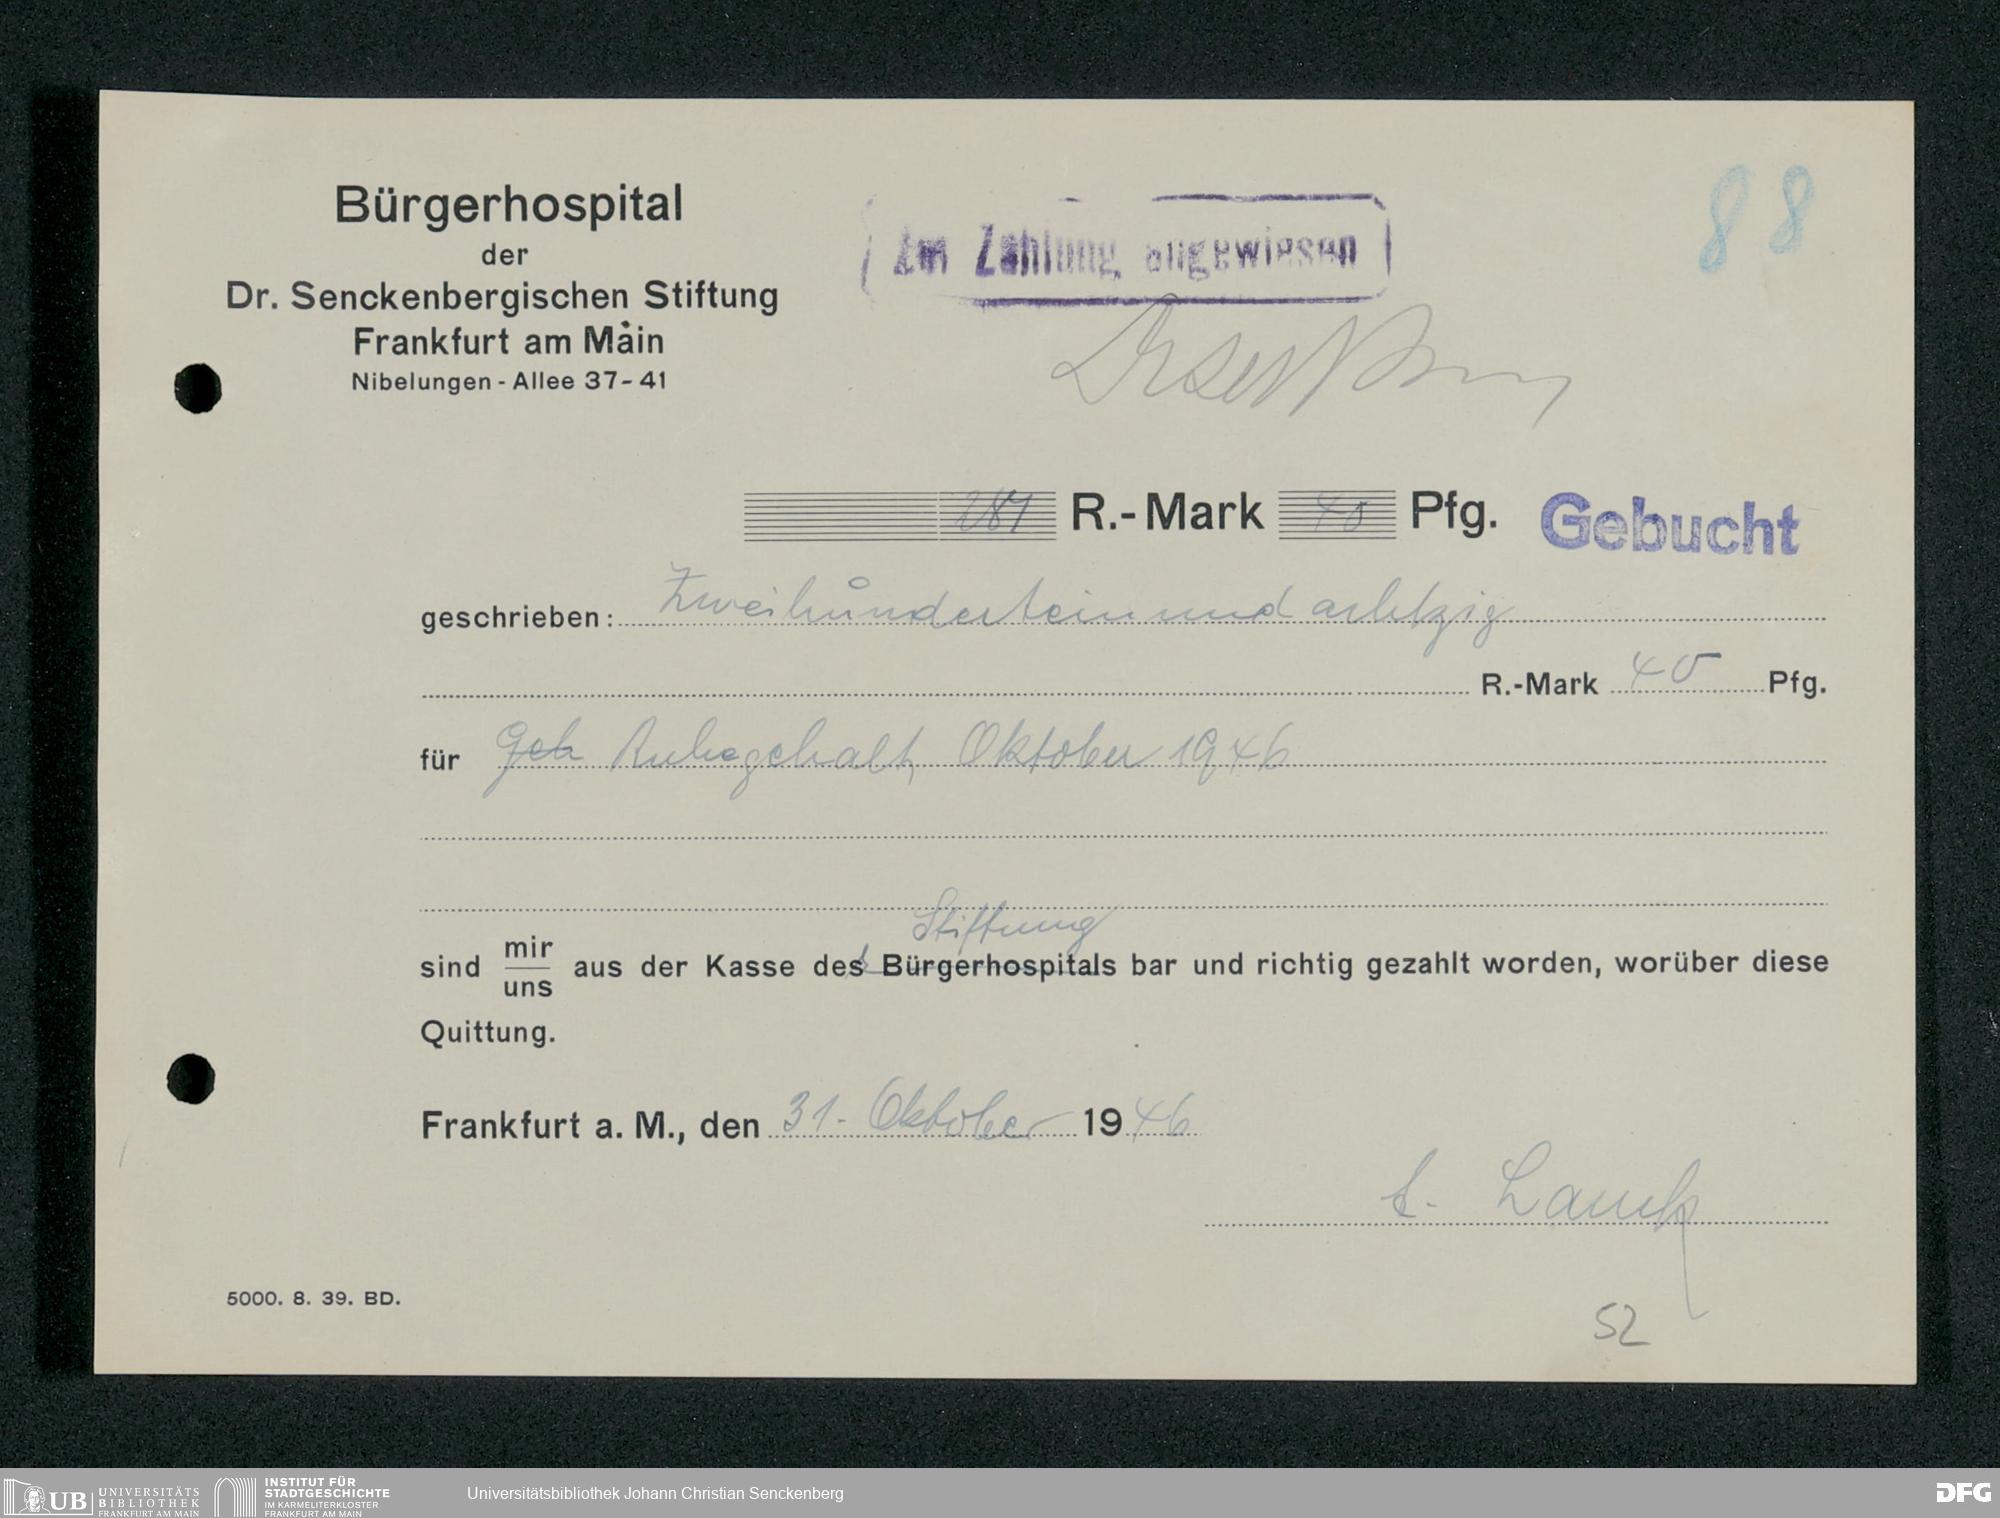 Bürgerhospital
der
Dr. Senckenbergischen Stiftung
Frankfurt am Main
Nibelungen - Allee 37-41
Zur Zahlung angewiesen
88
281 R.-Mark 40 Pfg.
Gebucht
geschrieben: Zweihunderteinundachtzig
R.-Mark 40 Pfg.
für Geh Ruhegehalt, Oktober 1946
Stiftung
sind mir/uns aus der Kasse des Bürgerhospitals bar und richtig gezahlt worden, worüber diese
Quittung.
Frankfurt a. M., den 31. Oktober 1946
5000. 8. 39. BD.
52
UB UNIVERSITÄTS
BIBLIOTHEK
FRANKFURT AM MAIN
INSTITUT FÜR
STADTGESCHICHTE
IM KARMELITERKLOSTER
FRANKFURT AM MAIN
Universitätsbibliothek Johann Christian Senckenberg
DFG